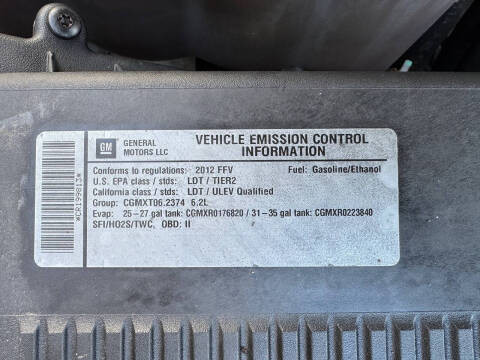 GM GENERAL MOTORS LLC
VEHICLE EMISSION CONTROL
INFORMATION
Conforms to regulations: 2012 FFV Fuel: Gasoline/Ethanol
U.S. EPA class / stds: LDT / TIER2
California class / stds: LDT / ULEV Qualified
Group: CGMXT06.2374 6.2L
Evap: 25-27 gal tank: CGMXR0176820 / 31-35 gal tank: CGMXR0223840
SFI/HO2S/TWC, OBD: II